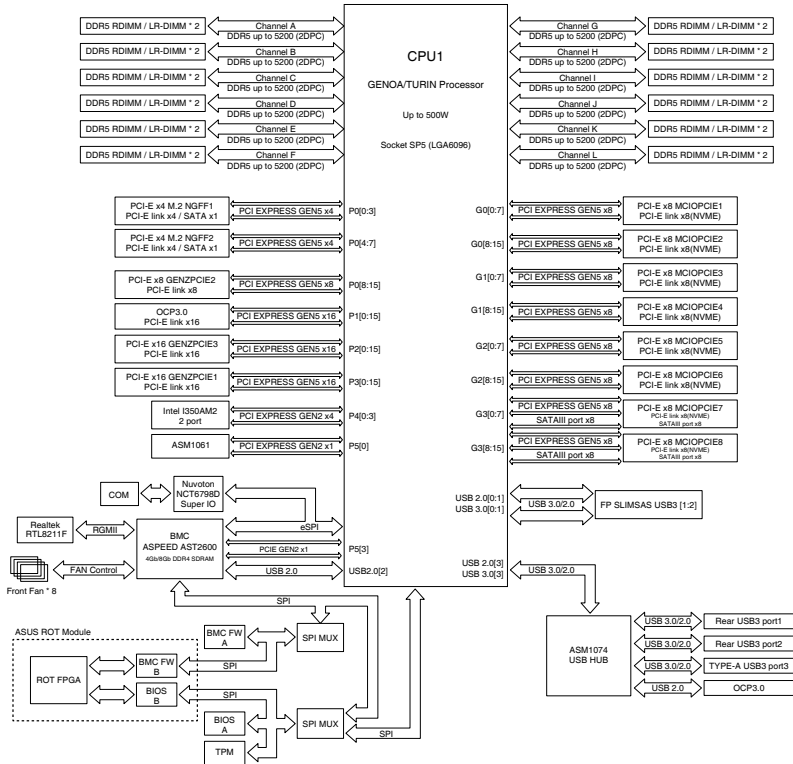 DDR5 RDIMM / LR-DIMM * 2
Channel A
DDR5 up to 5200 (2DPC)
DDR5 RDIMM / LR-DIMM * 2
Channel B
DDR5 up to 5200 (2DPC)
DDR5 RDIMM / LR-DIMM * 2
Channel C
DDR5 up to 5200 (2DPC)
DDR5 RDIMM / LR-DIMM * 2
Channel D
DDR5 up to 5200 (2DPC)
DDR5 RDIMM / LR-DIMM * 2
Channel E
DDR5 up to 5200 (2DPC)
DDR5 RDIMM / LR-DIMM * 2
Channel F
DDR5 up to 5200 (2DPC)
CPU1
GENOA/TURIN Processor
Up to 500W
Socket SP5 (LGA6096)
Channel G
DDR5 up to 5200 (2DPC)
DDR5 RDIMM / LR-DIMM * 2
Channel H
DDR5 up to 5200 (2DPC)
DDR5 RDIMM / LR-DIMM * 2
Channel I
DDR5 up to 5200 (2DPC)
DDR5 RDIMM / LR-DIMM * 2
Channel J
DDR5 up to 5200 (2DPC)
DDR5 RDIMM / LR-DIMM * 2
Channel K
DDR5 up to 5200 (2DPC)
DDR5 RDIMM / LR-DIMM * 2
Channel L
DDR5 up to 5200 (2DPC)
DDR5 RDIMM / LR-DIMM * 2
PCI-E x4 M.2 NGFF1
PCI-E link x4 / SATA x1
PCI EXPRESS GEN5 x4
P0[0:3]
PCI-E x4 M.2 NGFF2
PCI-E link x4 / SATA x1
PCI EXPRESS GEN5 x4
P0[4:7]
PCI-E x8 GENZPCIE2
PCI-E link x8
PCI EXPRESS GEN5 x8
P0[8:15]
OCP3.0
PCI-E link x16
PCI EXPRESS GEN5 x16
P1[0:15]
PCI-E x16 GENZPCIE3
PCI-E link x16
PCI EXPRESS GEN5 x16
P2[0:15]
PCI-E x16 GENZPCIE1
PCI-E link x16
PCI EXPRESS GEN5 x16
P3[0:15]
Intel I350AM2
2 port
PCI EXPRESS GEN2 x4
P4[0:3]
ASM1061
PCI EXPRESS GEN2 x1
P5[0]
G0[0:7]
PCI EXPRESS GEN5 x8
PCI-E x8 MCIOPCIE1
PCI-E link x8(NVME)
G0[8:15]
PCI EXPRESS GEN5 x8
PCI-E x8 MCIOPCIE2
PCI-E link x8(NVME)
G1[0:7]
PCI EXPRESS GEN5 x8
PCI-E x8 MCIOPCIE3
PCI-E link x8(NVME)
G1[8:15]
PCI EXPRESS GEN5 x8
PCI-E x8 MCIOPCIE4
PCI-E link x8(NVME)
G2[0:7]
PCI EXPRESS GEN5 x8
PCI-E x8 MCIOPCIE5
PCI-E link x8(NVME)
G2[8:15]
PCI EXPRESS GEN5 x8
PCI-E x8 MCIOPCIE6
PCI-E link x8(NVME)
G3[0:7]
PCI EXPRESS GEN5 x8
SATAIII port x8
PCI-E x8 MCIOPCIE7
PCI-E link x8(NVME)
SATAIII port x8
G3[8:15]
PCI EXPRESS GEN5 x8
SATAIII port x8
PCI-E x8 MCIOPCIE8
PCI-E link x8(NVME)
SATAIII port x8
COM
Nuvoton
NCT6798D
Super IO
eSPI
Realtek
RTL8211F
RGMII
BMC
ASPEED AST2600
4Gb/8Gb DDR4 SDRAM
PCIE GEN2 x1
P5[3]
Front Fan * 8
FAN Control
USB 2.0
USB2.0[2]
SPI
USB 2.0[0:1]
USB 3.0[0:1]
USB 3.0/2.0
FP SLIMSAS USB3 [1:2]
USB 2.0[3]
USB 3.0[3]
USB 3.0/2.0
ASM1074
USB HUB
USB 3.0/2.0
Rear USB3 port1
USB 3.0/2.0
Rear USB3 port2
USB 3.0/2.0
TYPE-A USB3 port3
USB 2.0
OCP3.0
ASUS ROT Module
ROT FPGA
BMC FW
B
BIOS
B
BMC FW
A
SPI
SPI MUX
SPI
BIOS
A
TPM
SPI MUX
SPI